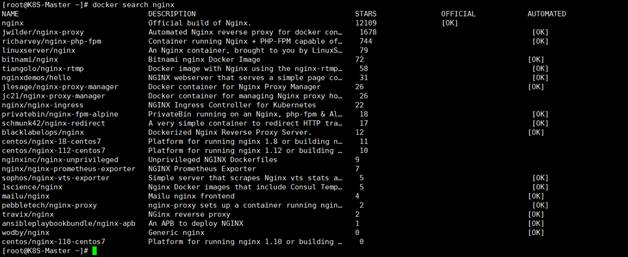 [root@K8S-Master ~]# docker search nginx
NAME DESCRIPTION STARS OFFICIAL AUTOMATED
nginx Official build of Nginx. 12109 [OK]
jwilder/nginx-proxy Automated Nginx reverse proxy for docker con… 1678 [OK]
richarvey/nginx-php-fpm Container running Nginx + PHP-FPM capable of… 744 [OK]
linuxserver/nginx An Nginx container, brought to you by LinuxS… 79
bitnami/nginx Bitnami nginx Docker Image 72 [OK]
tiangolo/nginx-rtmp Docker image with Nginx using the nginx-rtmp… 58 [OK]
nginxdemos/hello NGINX webserver that serves a simple page co… 31 [OK]
jlesage/nginx-proxy-manager Docker container for Nginx Proxy Manager 26 [OK]
jc21/nginx-proxy-manager Docker container for managing Nginx proxy ho… 26
nginx/nginx-ingress NGINX Ingress Controller for Kubernetes 22
privatebin/nginx-fpm-alpine PrivateBin running on an Nginx, php-fpm & Al… 18 [OK]
schmunk42/nginx-redirect A very simple container to redirect HTTP tra… 17 [OK]
blacklabelops/nginx Dockerized Nginx Reverse Proxy Server. 12 [OK]
centos/nginx-18-centos7 Platform for running nginx 1.8 or building n… 11
centos/nginx-112-centos7 Platform for running nginx 1.12 or building … 10
nginxinc/nginx-unprivileged Unprivileged NGINX Dockerfiles 9
nginx/nginx-prometheus-exporter NGINX Prometheus Exporter 7
sophos/nginx-vts-exporter Simple server that scrapes Nginx vts stats a… 5 [OK]
1science/nginx Nginx Docker images that include Consul Temp… 5 [OK]
mailu/nginx Mailu nginx frontend 4 [OK]
pebbletech/nginx-proxy nginx-proxy sets up a container running ngin… 2 [OK]
travix/nginx NGinx reverse proxy 2 [OK]
ansibleplaybookbundle/nginx-apb An APB to deploy NGINX 1 [OK]
wodby/nginx Generic nginx 0 [OK]
centos/nginx-110-centos7 Platform for running nginx 1.10 or building … 0
[root@K8S-Master ~]#